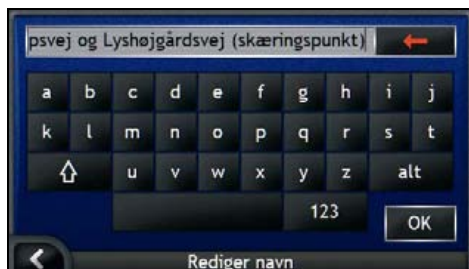 psvej og Lyshøjgårdsvej (skæringspunkt)
a b c d e f g h i j
k l m n o p q r s t
u v w x y z alt
123 OK
Rediger navn